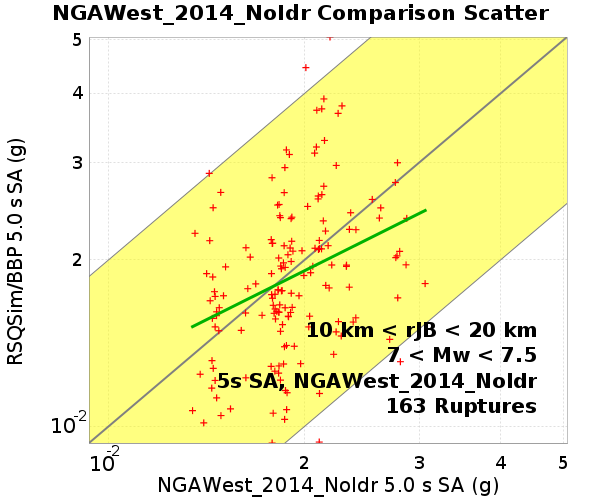 NGAWest_2014_NoIdr Comparison Scatter
RSQSim/BBP 5.0 s SA (g)
5
4
3
2
10⁻²
10 km < rJB < 20 km
7 < Mw < 7.5
5s SA, NGAWest_2014_NoIdr
163 Ruptures
10⁻² 2 3 4 5
NGAWest_2014_NoIdr 5.0 s SA (g)